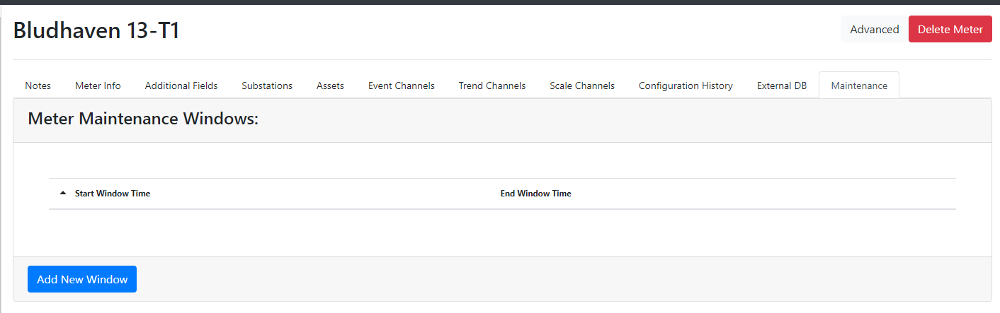 Bludhaven 13-T1
Advanced Delete Meter
Notes Meter Info Additional Fields Substations Assets Event Channels Trend Channels Scale Channels Configuration History External DB Maintenance
Meter Maintenance Windows:
Start Window Time End Window Time
Add New Window